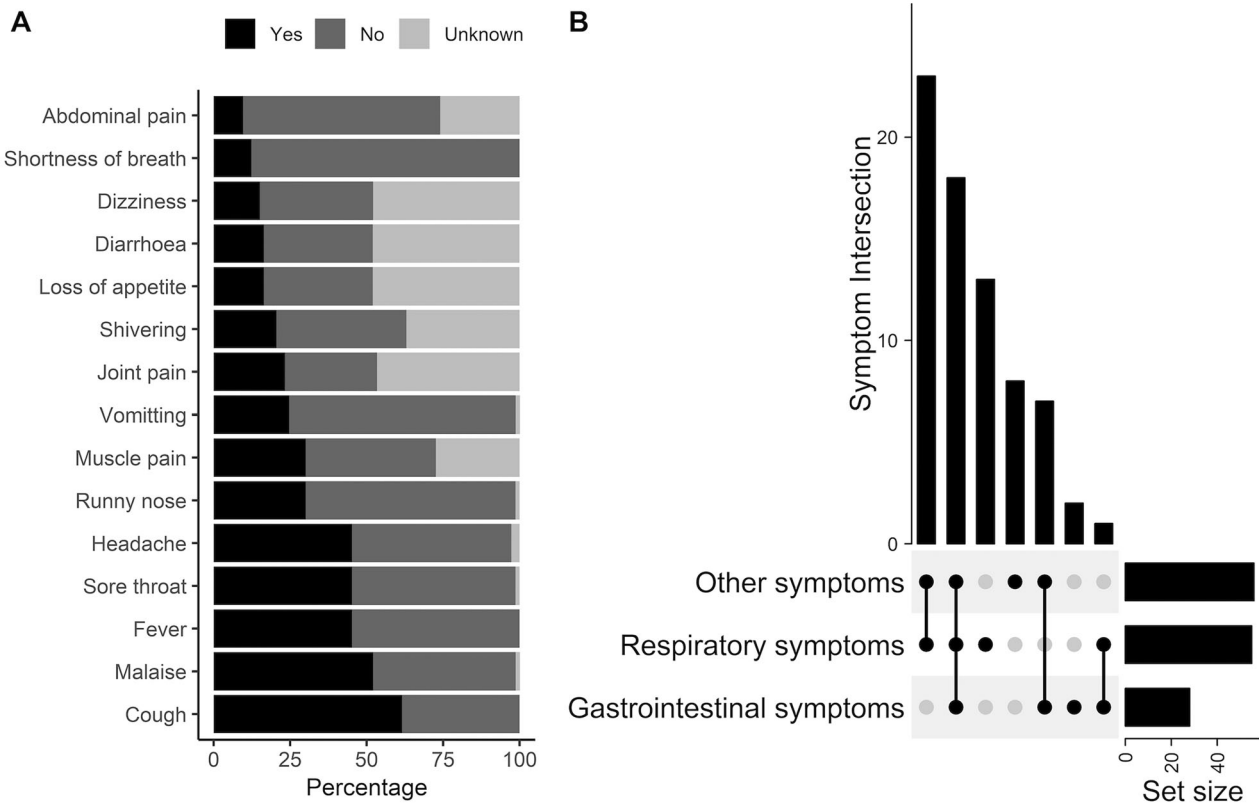 A
Yes No Unknown
Abdominal pain
Shortness of breath
Dizziness
Diarrhoea
Loss of appetite
Shivering
Joint pain
Vomitting
Muscle pain
Runny nose
Headache
Sore throat
Fever
Malaise
Cough
0 25 50 75 100
Percentage
B
Symptom Intersection
20
10
0
Other symptoms
Respiratory symptoms
Gastrointestinal symptoms
0 20 40
Set size